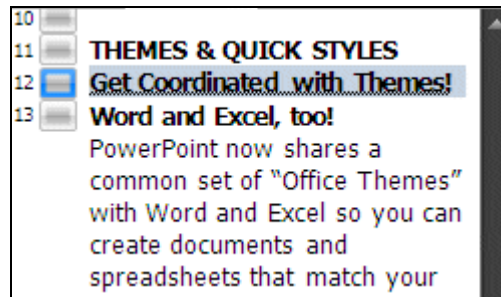 10
11 THEMES & QUICK STYLES
12 Get Coordinated with Themes!
13 Word and Excel, too!
PowerPoint now shares a
common set of “Office Themes”
with Word and Excel so you can
create documents and
spreadsheets that match your